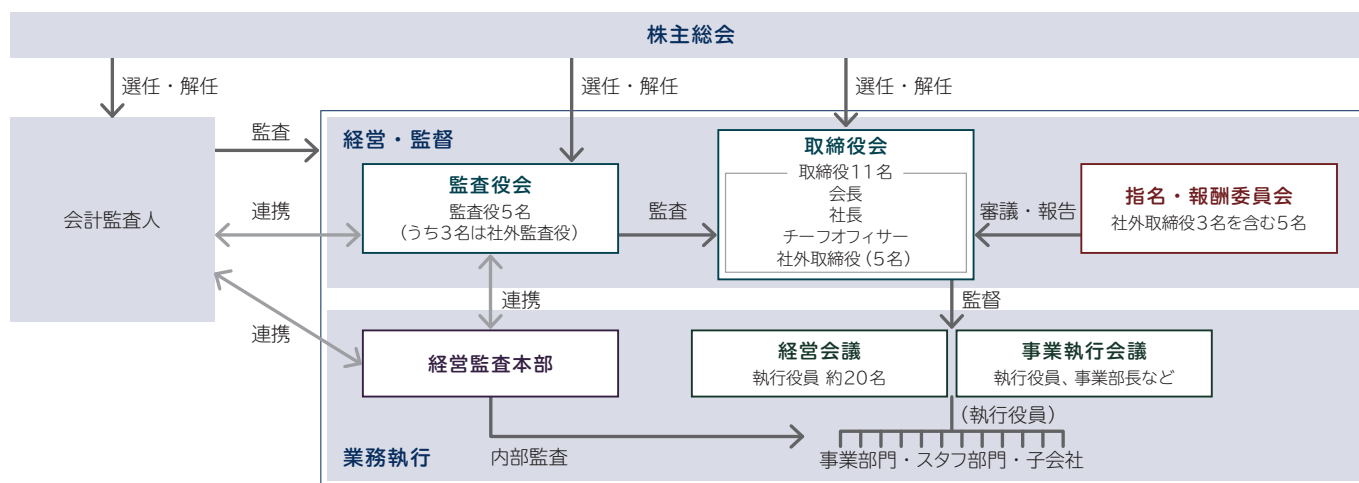 株主総会
選任・解任
選任・解任
選任・解任
会計監査人
監査
連携
連携
経営・監督
監査役会
監査役5名
（うち3名は社外監査役）
監査
取締役会
取締役11名
会長
社長
チーフオフィサー
社外取締役（5名）
審議・報告
指名・報酬委員会
社外取締役3名を含む5名
連携
監督
経営監査本部
経営会議
執行役員 約20名
事業執行会議
執行役員、事業部長など
（執行役員）
業務執行
内部監査
事業部門・スタフ部門・子会社